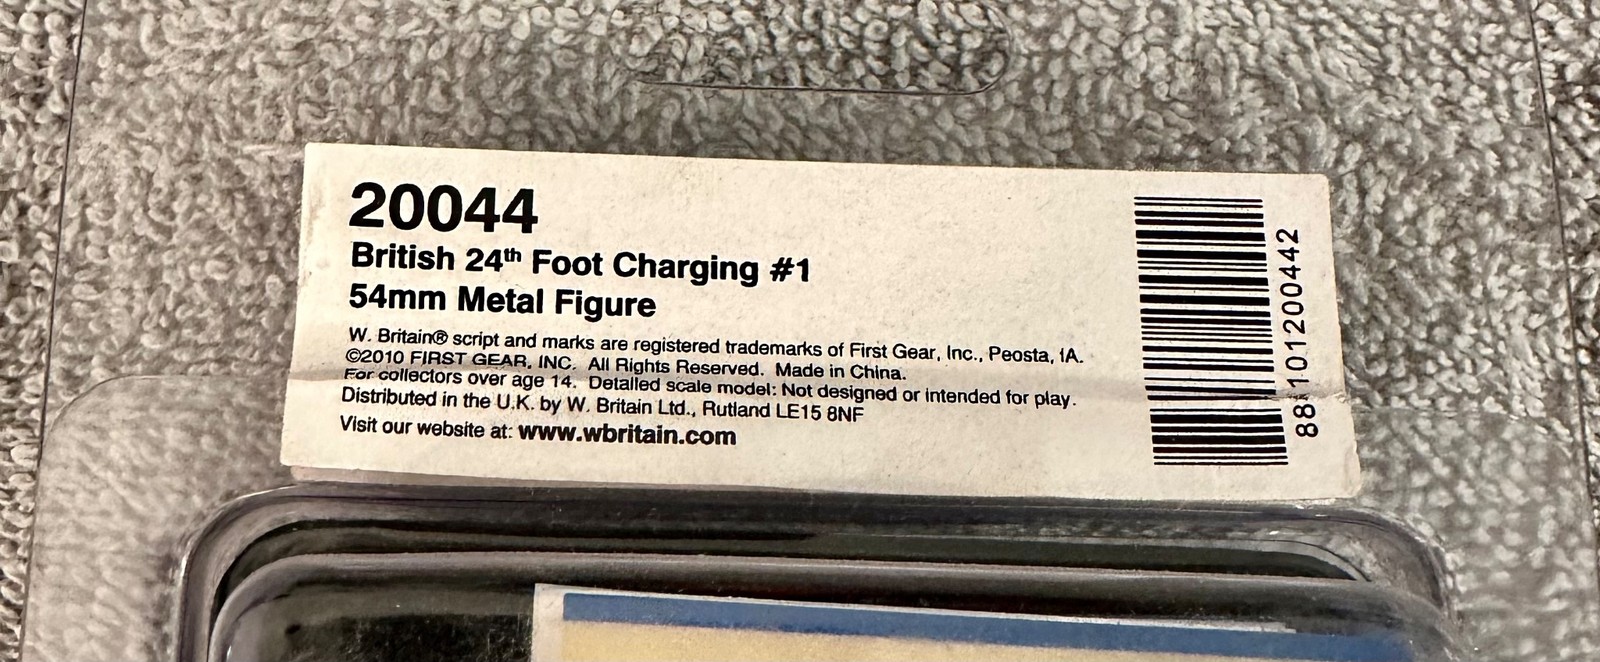 20044
British 24th Foot Charging #1
54mm Metal Figure
W. Britain® script and marks are registered trademarks of First Gear, Inc., Peosta, IA.
©2010 FIRST GEAR, INC. All Rights Reserved. Made in China.
For collectors over age 14. Detailed scale model: Not designed or intended for play.
Distributed in the U.K. by W. Britain Ltd., Rutland LE15 8NF
Visit our website at: www.wbritain.com
88 10120044 2